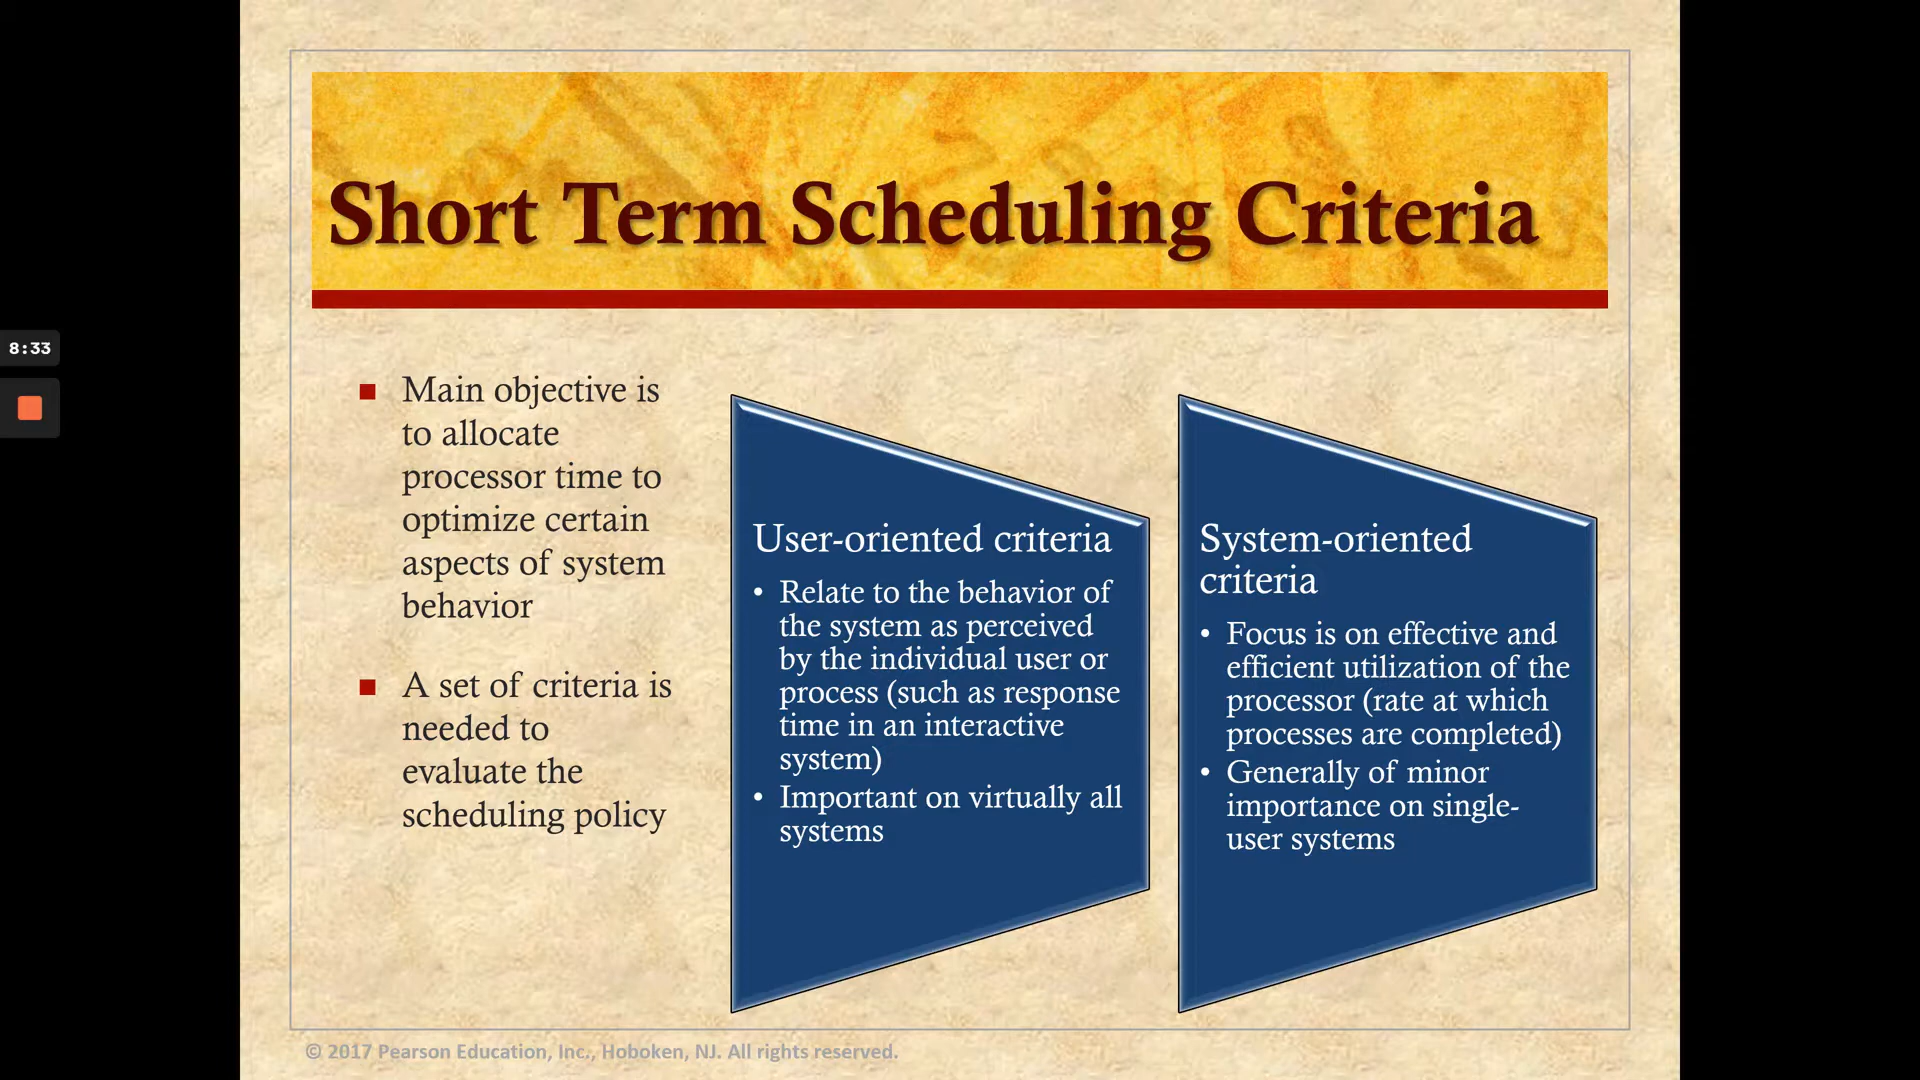 Short Term Scheduling Criteria
8:33
Main objective is
to allocate
processor time to
optimize certain
aspects of system
behavior
A set of criteria is
needed to
evaluate the
scheduling policy
User-oriented criteria
• Relate to the behavior of
the system as perceived
by the individual user or
process (such as response
time in an interactive
system)
• Important on virtually all
systems
System-oriented
criteria
• Focus is on effective and
efficient utilization of the
processor (rate at which
processes are completed)
• Generally of minor
importance on single-
user systems
© 2017 Pearson Education, Inc., Hoboken, NJ. All rights reserved.